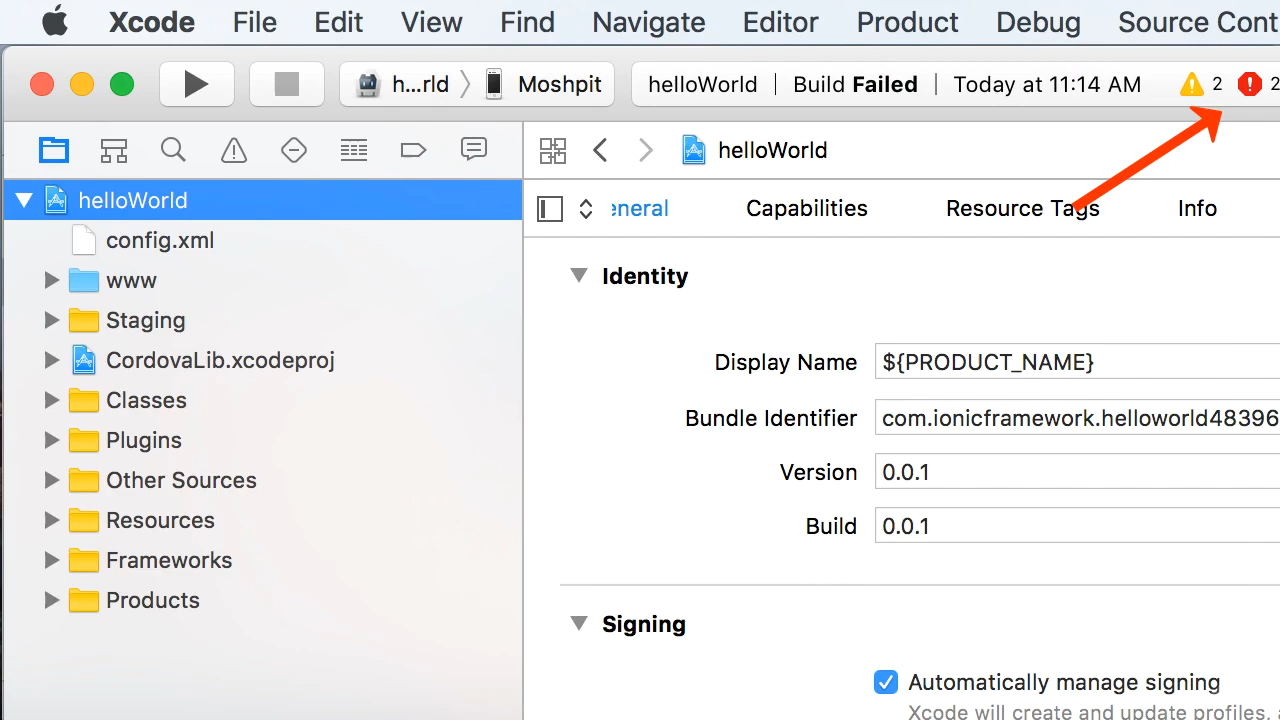 Xcode File Edit View Find Navigate Editor Product Debug Source Cont
h...rld Moshpit helloWorld Build Failed Today at 11:14 AM 2 2
helloWorld
helloWorld
eneral Capabilities Resource Tags Info
config.xml
www
Staging
CordovaLib.xcodeproj
Classes
Plugins
Other Sources
Resources
Frameworks
Products
Identity
Display Name ${PRODUCT_NAME}
Bundle Identifier com.ionicframework.helloworld48396
Version 0.0.1
Build 0.0.1
Signing
Automatically manage signing
Xcode will create and update profiles,